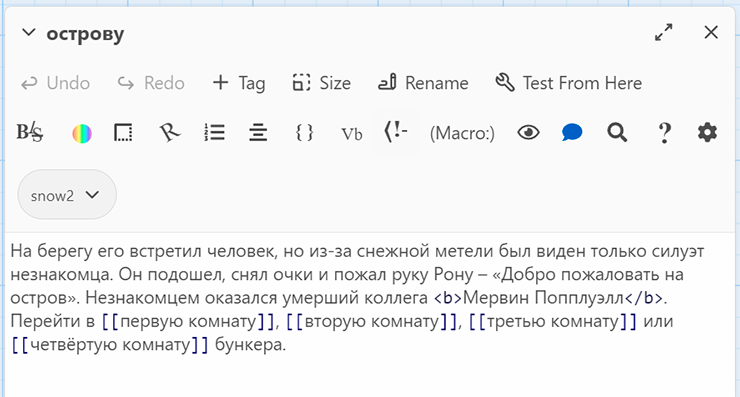 острову
Undo Redo Tag Size Rename Test From Here
{} Vb (!- (Macro:) ?
snow2
На берегу его встретил человек, но из-за снежной метели был виден только силуэт
незнакомца. Он подошел, снял очки и пожал руку Рону – «Добро пожаловать на
остров». Незнакомцем оказался умерший коллега <b>Мервин Попплуэлл</b>.
Перейти в [[первую комнату]], [[вторую комнату]], [[третью комнату]] или
[[четвёртую комнату]] бункера.